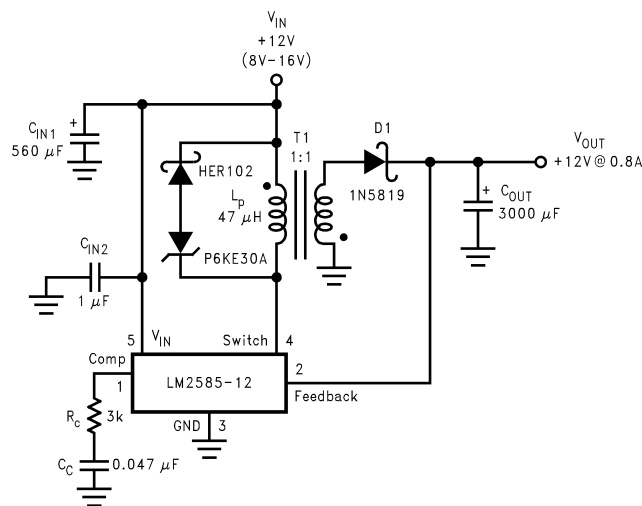 V_IN
+12V
(8V-16V)
C_IN1
+
560 µF
HER102
T1
1:1
D1
1N5819
V_OUT
+12V@0.8A
+
C_OUT
3000 µF
L_p
47 µH
P6KE30A
C_IN2
1 µF
5
V_IN
Switch
4
Comp
1
LM2585-12
2
Feedback
R_c
3k
GND
3
C_C
0.047 µF